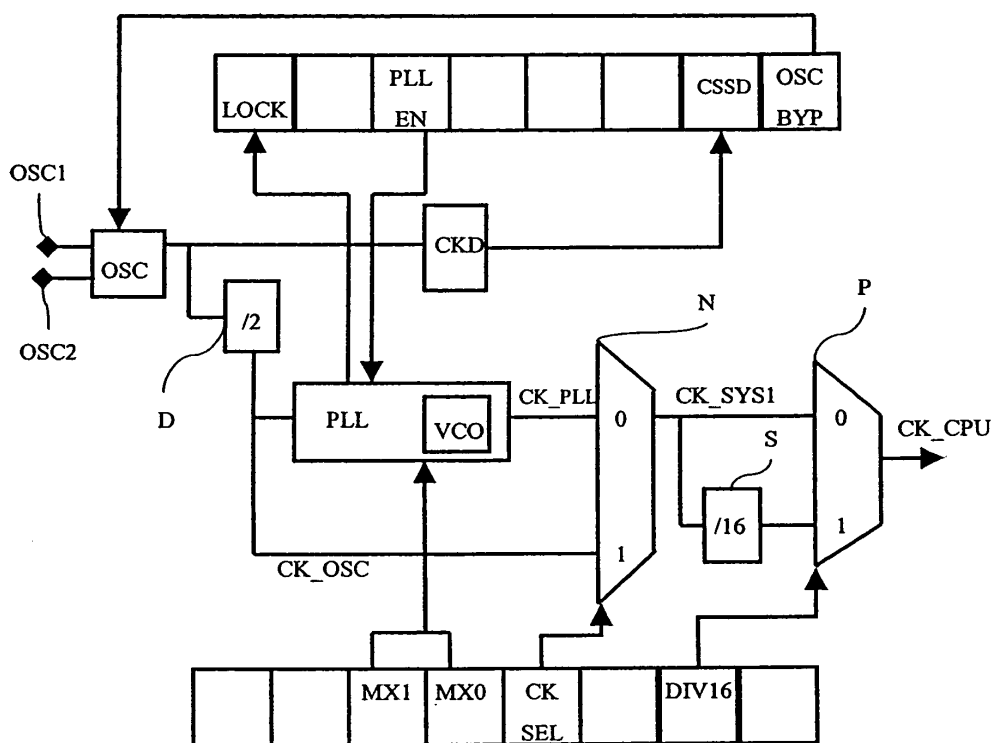 PLL
CSSD
OSC
LOCK
EN
BYP
OSC1
OSC
CKD
OSC2
/2
N
P
D
PLL
VCO
CK_PLL
0
CK_SYS1
0
CK_CPU
S
/16
1
1
CK_OSC
MX1
MX0
CK
SEL
DIV16